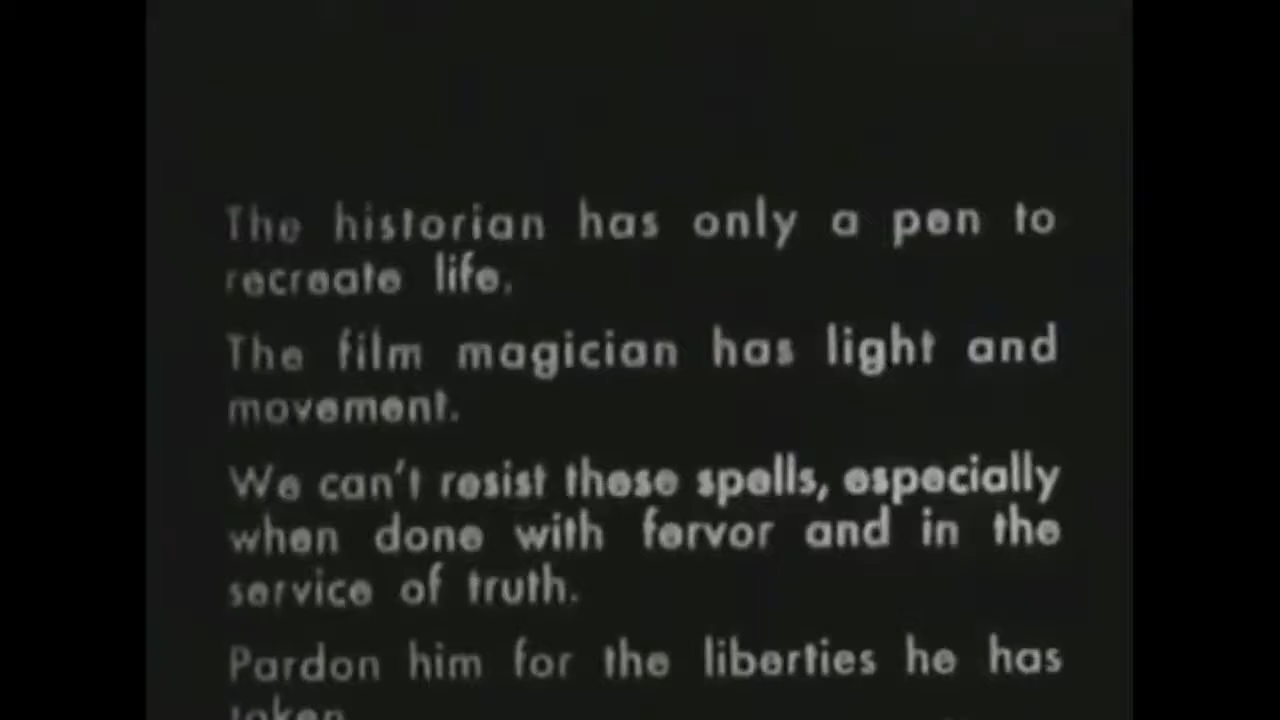 The historian has only a pen to
recreate life.
The film magician has light and
movement.
We can't resist these spells, especially
when done with fervor and in the
service of truth.
Pardon him for the liberties he has
taken